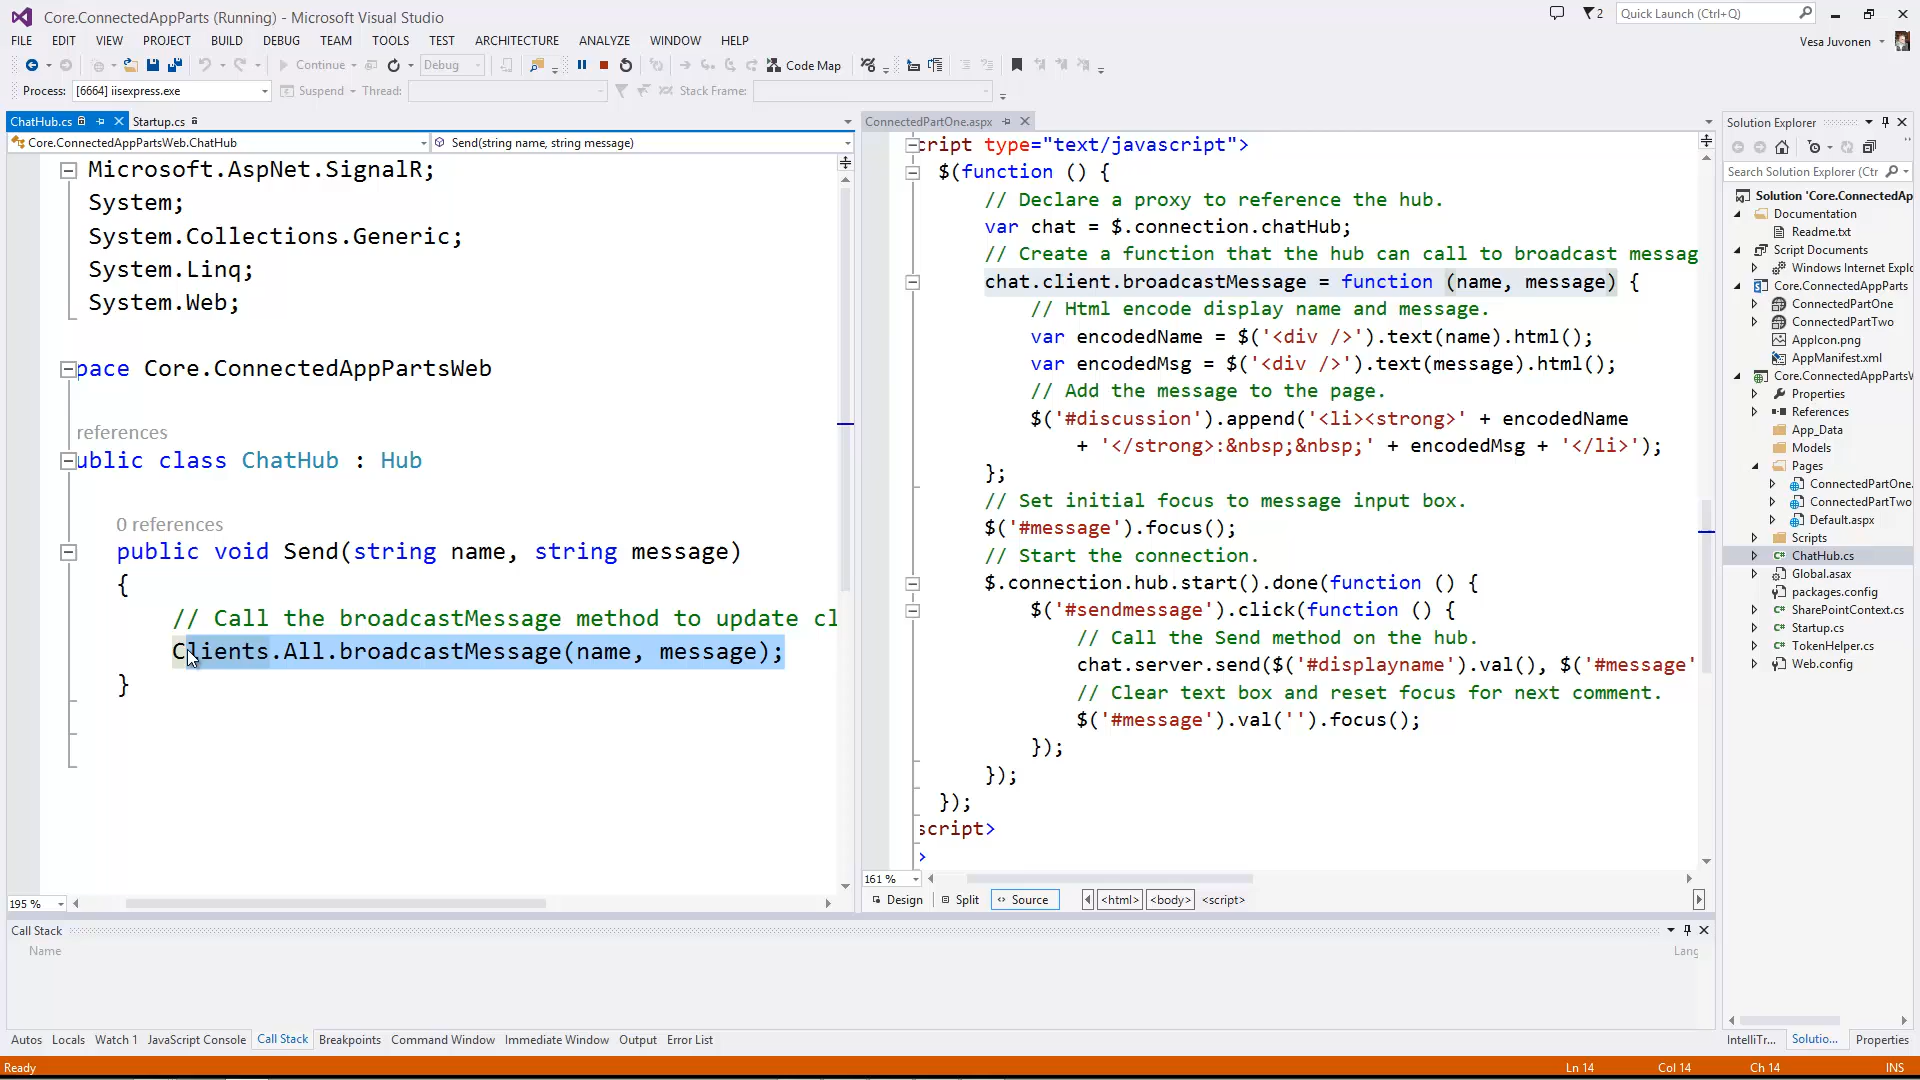 Core.ConnectedAppParts (Running) - Microsoft Visual Studio
2
Quick Launch (Ctrl+Q)
FILE EDIT VIEW PROJECT BUILD DEBUG TEAM TOOLS TEST ARCHITECTURE ANALYZE WINDOW HELP
Vesa Juvonen
Continue Debug Code Map
Process: [6664] iisexpress.exe Suspend Thread: Stack Frame:
ChatHub.cs Startup.cs
Core.ConnectedAppPartsWeb.ChatHub Send(string name, string message)
Microsoft.AspNet.SignalR;
System;
System.Collections.Generic;
System.Linq;
System.Web;
pace Core.ConnectedAppPartsWeb
references
ublic class ChatHub : Hub
0 references
public void Send(string name, string message)
{
// Call the broadcastMessage method to update cl
Clients.All.broadcastMessage(name, message);
}
195 %
ConnectedPartOne.aspx
cript type="text/javascript">
$(function () {
// Declare a proxy to reference the hub.
var chat = $.connection.chatHub;
// Create a function that the hub can call to broadcast messag
chat.client.broadcastMessage = function (name, message) {
// Html encode display name and message.
var encodedName = $('<div />').text(name).html();
var encodedMsg = $('<div />').text(message).html();
// Add the message to the page.
$('#discussion').append('<li><strong>' + encodedName
+ '</strong>:&nbsp;&nbsp;' + encodedMsg + '</li>');
};
// Set initial focus to message input box.
$('#message').focus();
// Start the connection.
$.connection.hub.start().done(function () {
$('#sendmessage').click(function () {
// Call the Send method on the hub.
chat.server.send($('#displayname').val(), $('#message'
// Clear text box and reset focus for next comment.
$('#message').val('').focus();
});
});
});
script>
>
161 %
Design Split Source <html> <body> <script>
Solution Explorer
Search Solution Explorer (Ctr
Solution 'Core.ConnectedAp
Documentation
Readme.txt
Script Documents
Windows Internet Explo
Core.ConnectedAppParts
ConnectedPartOne
ConnectedPartTwo
AppIcon.png
AppManifest.xml
Core.ConnectedAppPartsW
Properties
References
App_Data
Models
Pages
ConnectedPartOne.
ConnectedPartTwo
Default.aspx
Scripts
ChatHub.cs
Global.asax
packages.config
SharePointContext.cs
Startup.cs
TokenHelper.cs
Web.config
IntelliTr... Solutio... Properties
Call Stack
Name Lang
Autos Locals Watch 1 JavaScript Console Call Stack Breakpoints Command Window Immediate Window Output Error List
Ready Ln 14 Col 14 Ch 14 INS